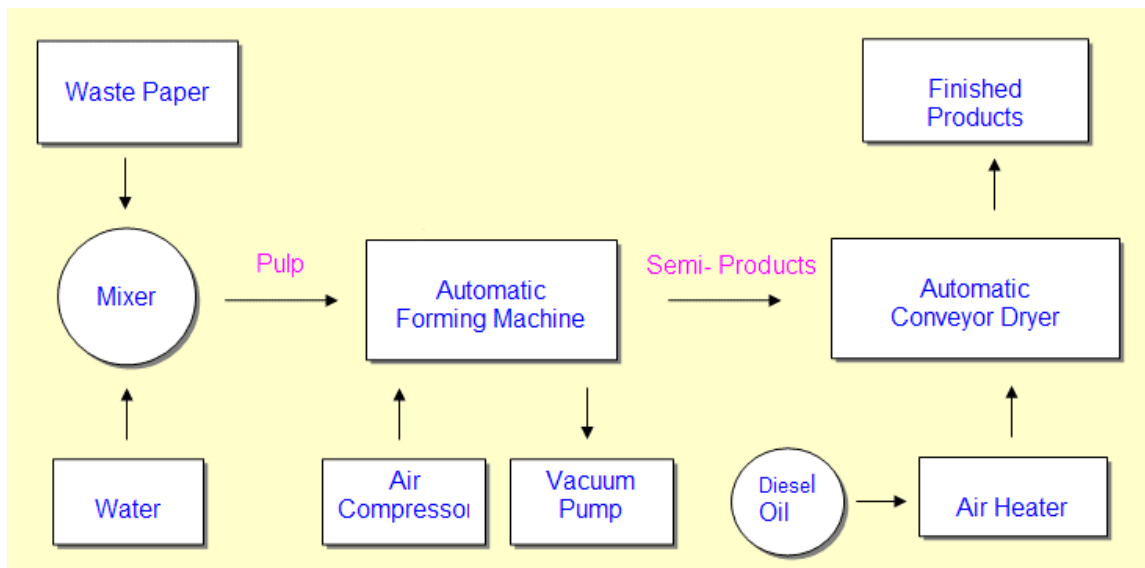 Waste Paper
Finished
Products
Pulp
Semi- Products
Mixer
Automatic
Forming Machine
Automatic
Conveyor Dryer
Water
Air
Compressor
Vacuum
Pump
Diesel
Oil
Air Heater